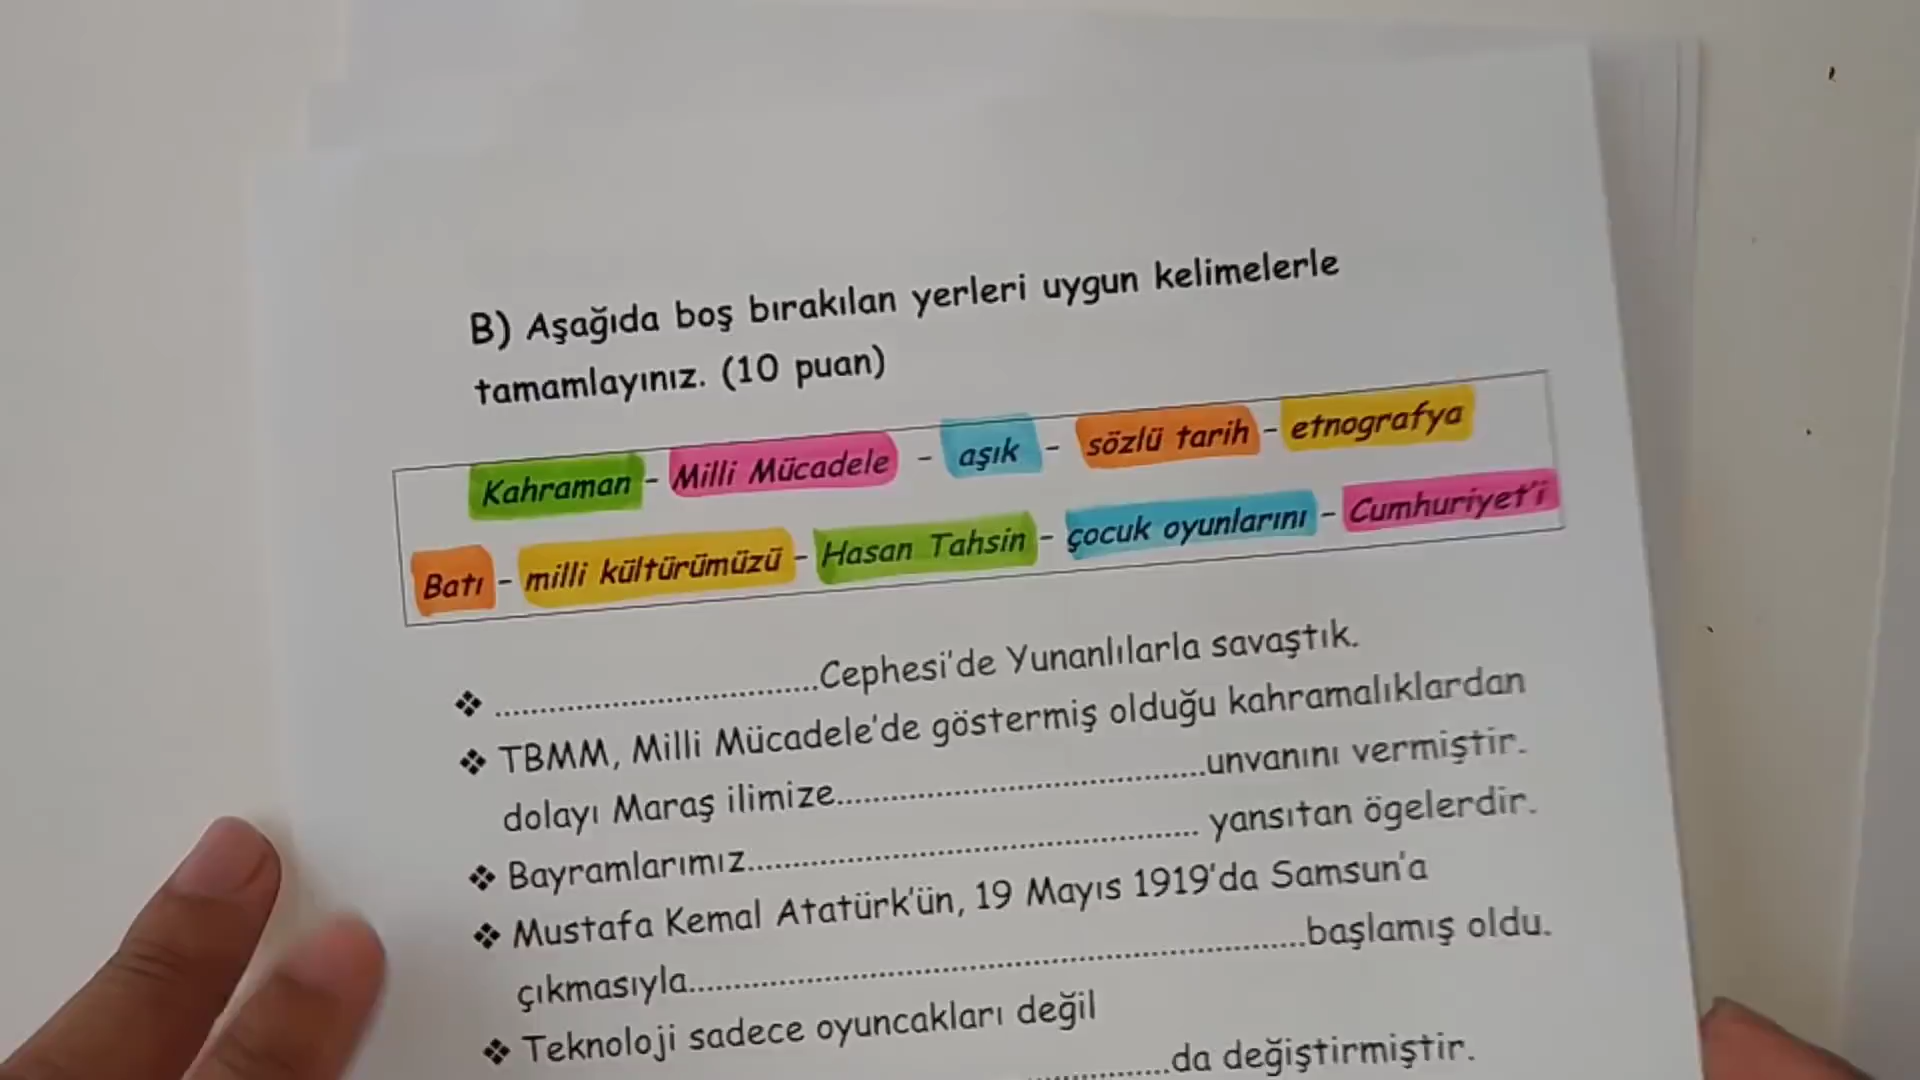 B) Aşağıda boş bırakılan yerleri uygun kelimelerle
tamamlayınız. (10 puan)
Kahraman - Milli Mücadele - aşık - sözlü tarih - etnografya
Batı - milli kültürümüzü - Hasan Tahsin - çocuk oyunlarını - Cumhuriyet'i
❖ ................................Cephesi'de Yunanlılarla savaştık.
❖ TBMM, Milli Mücadele'de göstermiş olduğu kahramalıklardan
dolayı Maraş ilimize.....................................unvanını vermiştir.
❖ Bayramlarımız............................................. yansıtan ögelerdir.
❖ Mustafa Kemal Atatürk'ün, 19 Mayıs 1919'da Samsun'a
çıkmasıyla..............................................................başlamış oldu.
❖ Teknoloji sadece oyuncakları değil
..............da değiştirmiştir.